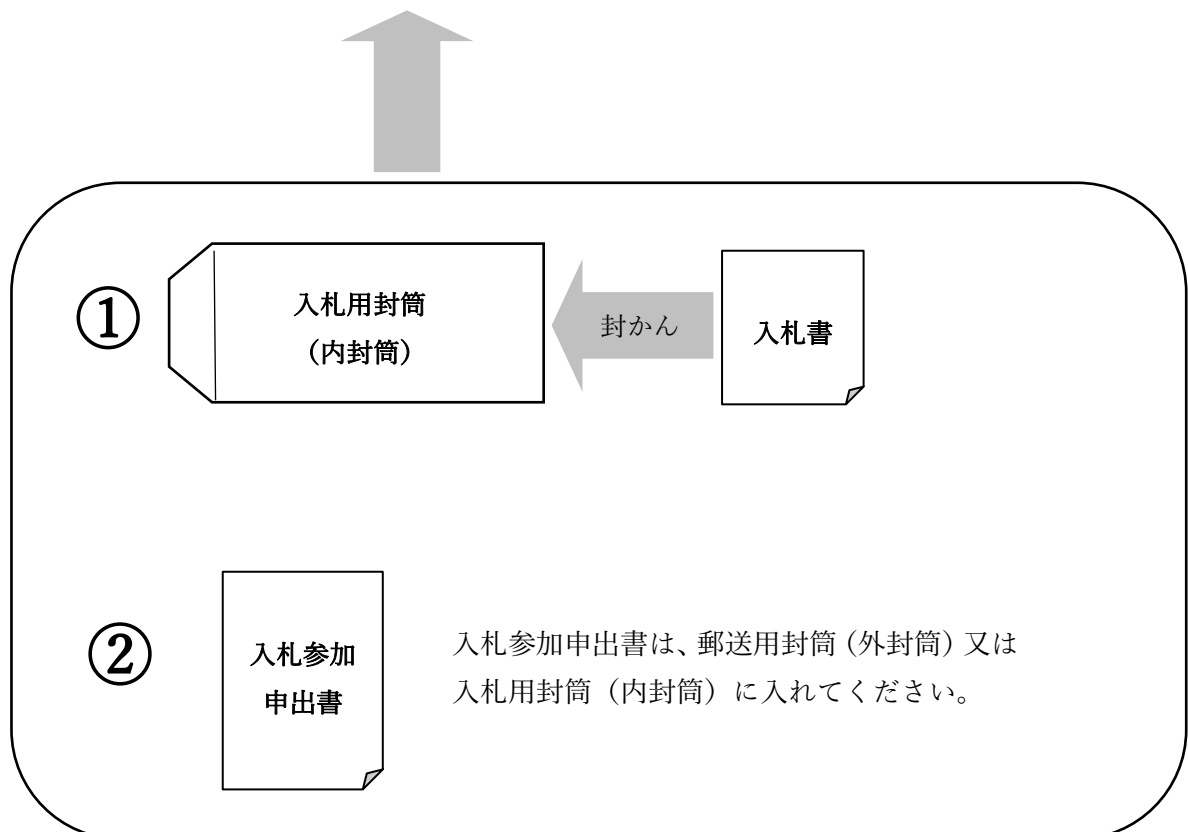 ①
入札用封筒
（内封筒）
封かん
入札書
②
入札参加
申出書
入札参加申出書は、郵送用封筒（外封筒）又は
入札用封筒（内封筒）に入れてください。